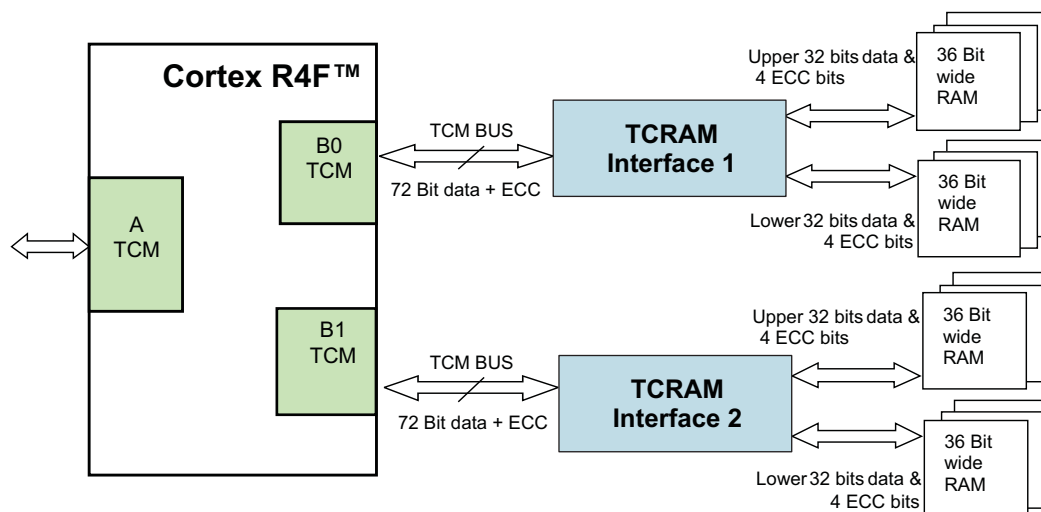 Cortex R4F™
A
TCM
B0
TCM
B1
TCM
TCM BUS
72 Bit data + ECC
TCRAM
Interface 1
Upper 32 bits data &
4 ECC bits
36 Bit
wide
RAM
Lower 32 bits data &
4 ECC bits
36 Bit
wide
RAM
TCM BUS
72 Bit data + ECC
TCRAM
Interface 2
Upper 32 bits data &
4 ECC bits
36 Bit
wide
RAM
Lower 32 bits data &
4 ECC bits
36 Bit
wide
RAM